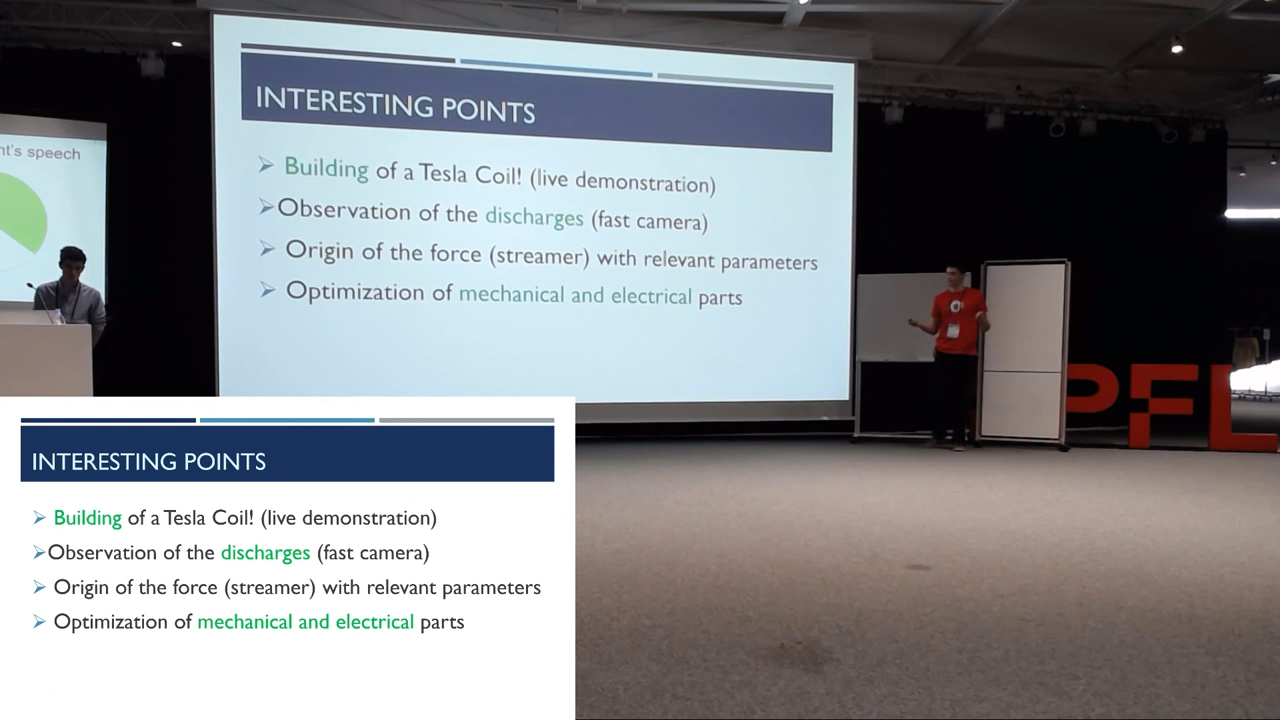 nt's speech
INTERESTING POINTS
Building of a Tesla Coil! (live demonstration)
Observation of the discharges (fast camera)
Origin of the force (streamer) with relevant parameters
Optimization of mechanical and electrical parts
PFL
INTERESTING POINTS
Building of a Tesla Coil! (live demonstration)
Observation of the discharges (fast camera)
Origin of the force (streamer) with relevant parameters
Optimization of mechanical and electrical parts